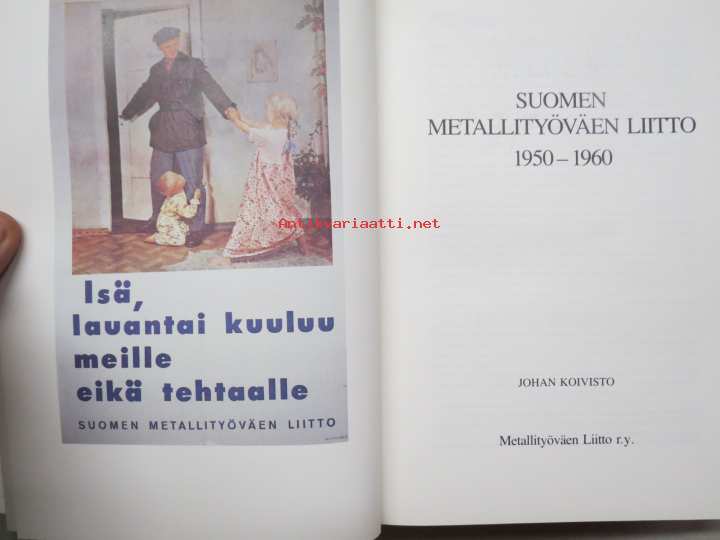 Isä,
lauantai kuuluu
meille
eikä tehtaalle
SUOMEN METALLITYÖVÄEN LIITTO
SUOMEN
METALLITYÖVÄEN LIITTO
1950 – 1960
JOHAN KOIVISTO
Metallityöväen Liitto r.y.
Antikvariaatti.net